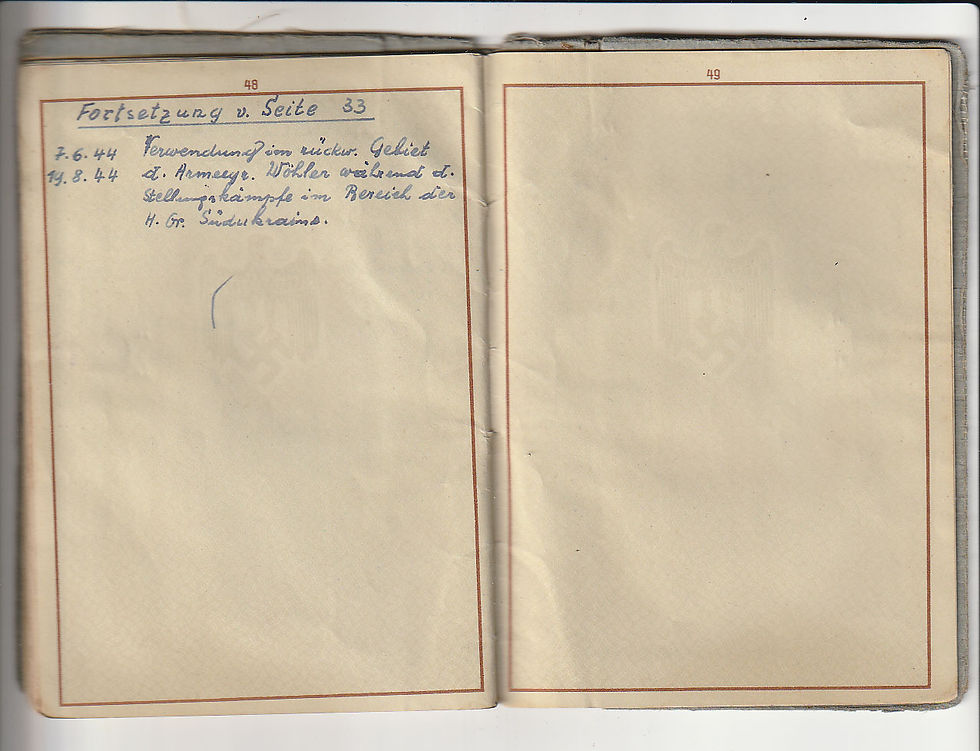 48
Fortsetzung v. Seite 33
7.6.44 Verwendung im rückw. Gebiet
19.8.44 d. Armeegr. Wöhler während d.
Stellungskämpfe im Bereich der
H. Gr. Südukraine.
49